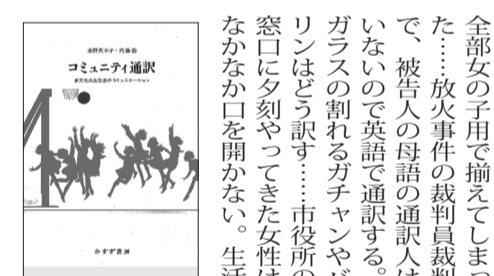 全部女の子用で揃えてしまっ
た……放火事件の裁判員裁判
で、被告人の母語の通訳人は
いないので英語で通訳する。
ガラスの割れるガチャンやバ
リンはどう訳す……市役所の
窓口に夕刻やってきた女性は
なかなか口を開かない。生活
水野真木子・内藤稔
コミュニティ通訳
多文化共生社会のコミュニケーション
みすず書房